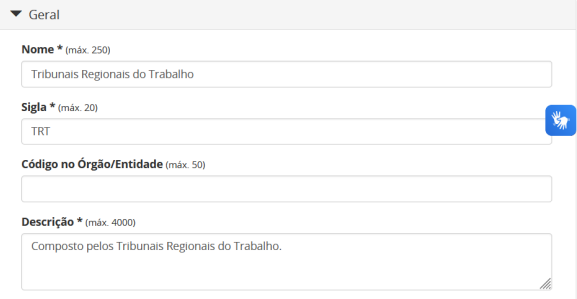 Geral
Nome * (máx. 250)
Tribunais Regionais do Trabalho
Sigla * (máx. 20)
TRT
Código no Órgão/Entidade (máx. 50)
Descrição * (máx. 4000)
Composto pelos Tribunais Regionais do Trabalho.